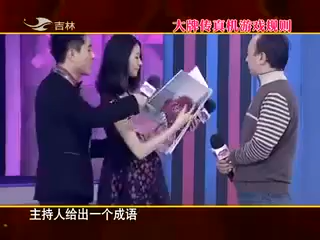 吉林
大牌传真机游戏规则
主持人给出一个成语